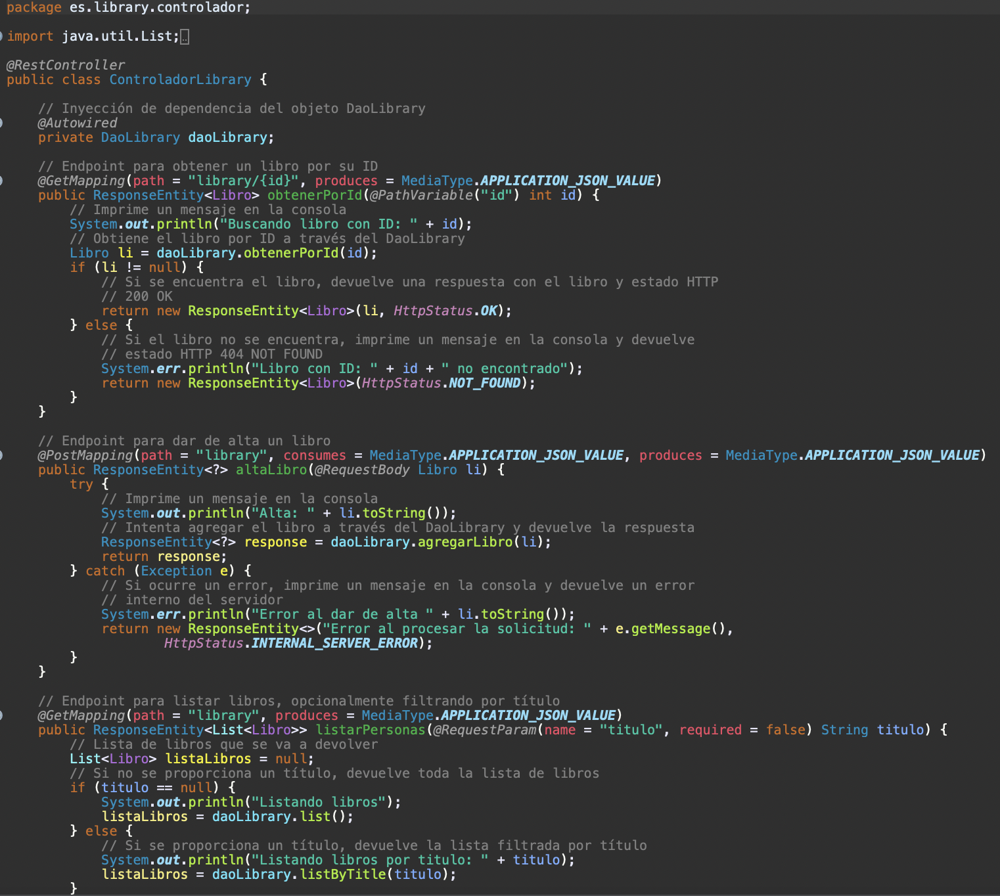 package es.library.controlador;
import java.util.List;
@RestController
public class ControladorLibrary {
// Inyección de dependencia del objeto DaoLibrary
@Autowired
private DaoLibrary daoLibrary;
// Endpoint para obtener un libro por su ID
@GetMapping(path = "library/{id}", produces = MediaType.APPLICATION_JSON_VALUE)
public ResponseEntity<Libro> obtenerPorId(@PathVariable("id") int id) {
// Imprime un mensaje en la consola
System.out.println("Buscando libro con ID: " + id);
// Obtiene el libro por ID a través del DaoLibrary
Libro li = daoLibrary.obtenerPorId(id);
if (li != null) {
// Si se encuentra el libro, devuelve una respuesta con el libro y estado HTTP
// 200 OK
return new ResponseEntity<Libro>(li, HttpStatus.OK);
} else {
// Si el libro no se encuentra, imprime un mensaje en la consola y devuelve
// estado HTTP 404 NOT FOUND
System.err.println("Libro con ID: " + id + " no encontrado");
return new ResponseEntity<Libro>(HttpStatus.NOT_FOUND);
}
}
// Endpoint para dar de alta un libro
@PostMapping(path = "library", consumes = MediaType.APPLICATION_JSON_VALUE, produces = MediaType.APPLICATION_JSON_VALUE)
public ResponseEntity<?> altaLibro(@RequestBody Libro li) {
try {
// Imprime un mensaje en la consola
System.out.println("Alta: " + li.toString());
// Intenta agregar el libro a través del DaoLibrary y devuelve la respuesta
ResponseEntity<?> response = daoLibrary.agregarLibro(li);
return response;
} catch (Exception e) {
// Si ocurre un error, imprime un mensaje en la consola y devuelve un error
// interno del servidor
System.err.println("Error al dar de alta " + li.toString());
return new ResponseEntity<>("Error al procesar la solicitud: " + e.getMessage(),
HttpStatus.INTERNAL_SERVER_ERROR);
}
}
// Endpoint para listar libros, opcionalmente filtrando por título
@GetMapping(path = "library", produces = MediaType.APPLICATION_JSON_VALUE)
public ResponseEntity<List<Libro>> listarPersonas(@RequestParam(name = "titulo", required = false) String titulo) {
// Lista de libros que se va a devolver
List<Libro> listaLibros = null;
// Si no se proporciona un título, devuelve toda la lista de libros
if (titulo == null) {
System.out.println("Listando libros");
listaLibros = daoLibrary.list();
} else {
// Si se proporciona un título, devuelve la lista filtrada por título
System.out.println("Listando libros por titulo: " + titulo);
listaLibros = daoLibrary.listByTitle(titulo);
}